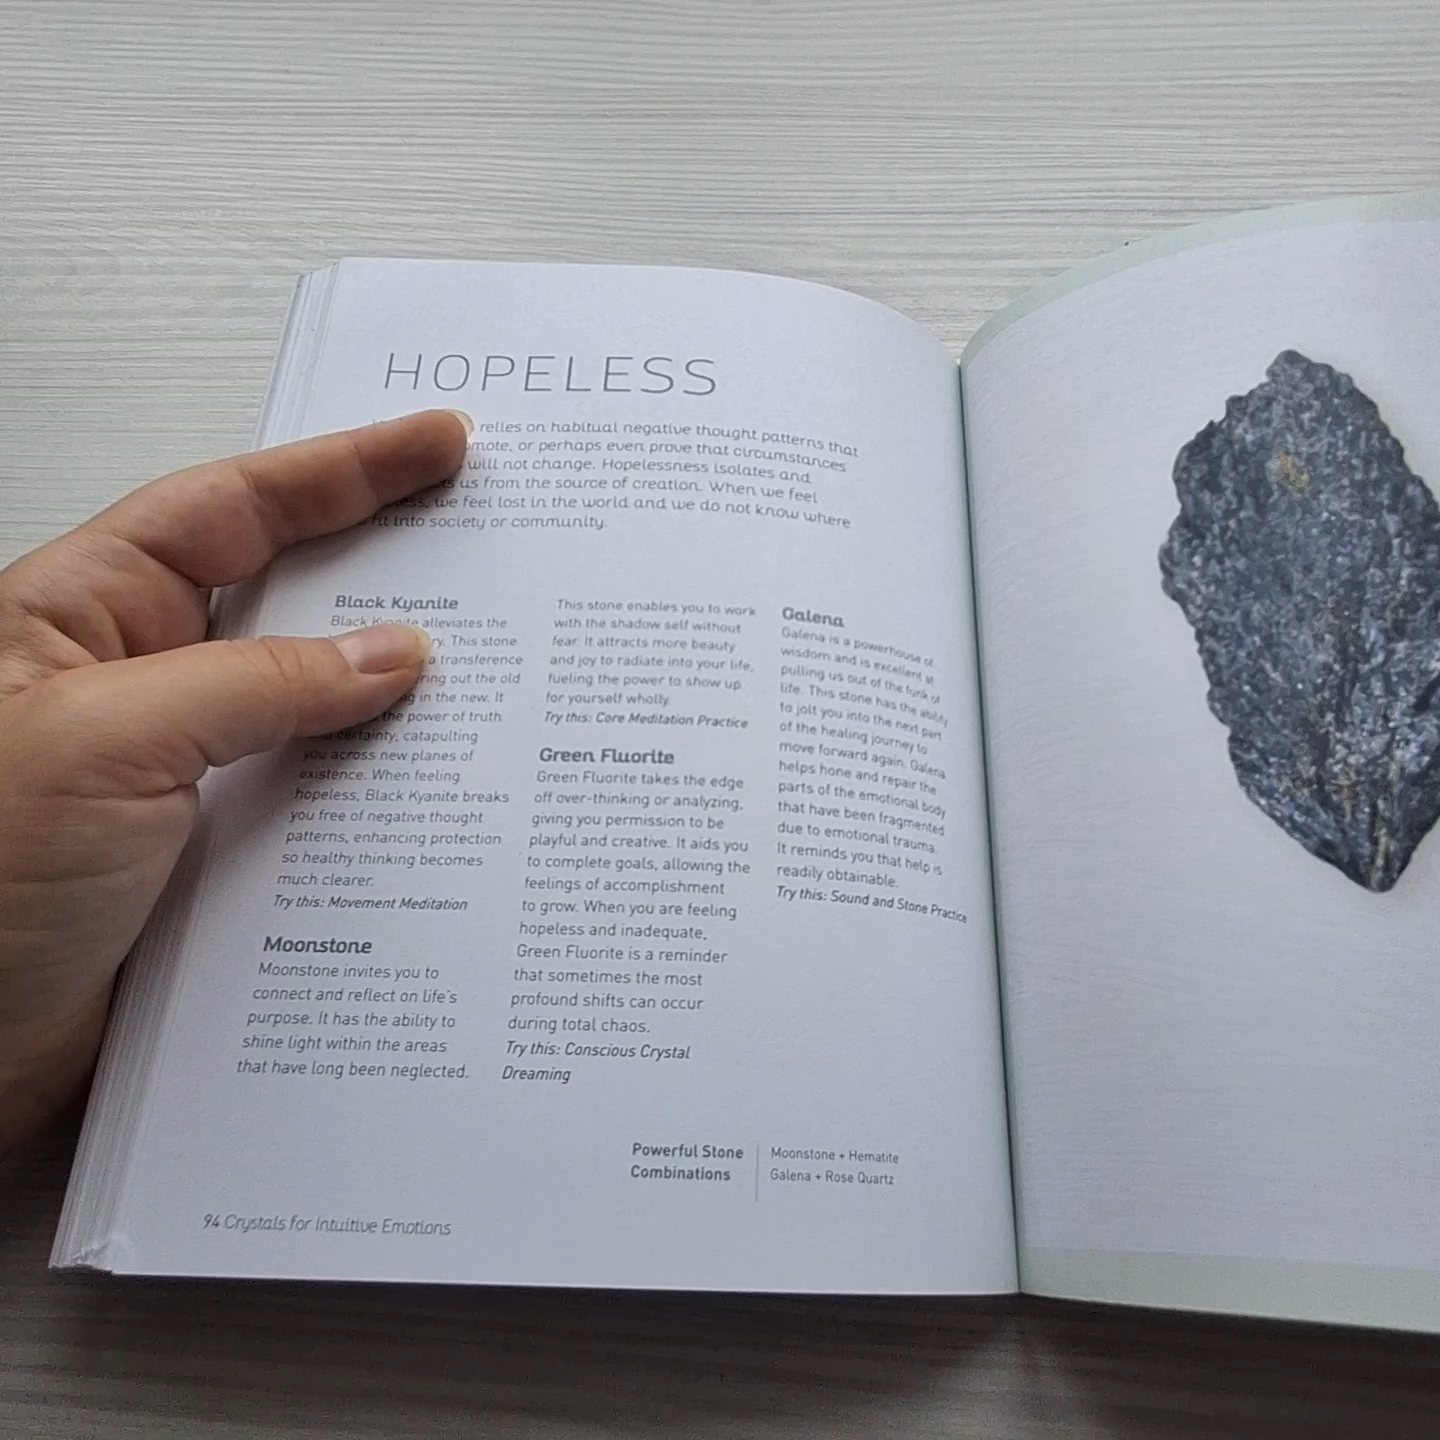 HOPELESS
relies on habitual negative thought patterns that
or perhaps even prove that circumstances
will not change. Hopelessness isolates and
us from the source of creation. When we feel
we feel lost in the world and we do not know where
fit into society or community.
Black Kyanite
Black Kyanite alleviates the
This stone
a transference
out the old
in the new. It
the power of truth
certainty, catapulting
you across new planes of
existence. When feeling
hopeless, Black Kyanite breaks
you free of negative thought
patterns, enhancing protection
so healthy thinking becomes
much clearer.
Try this: Movement Meditation
Moonstone
Moonstone invites you to
connect and reflect on life's
purpose. It has the ability to
shine light within the areas
that have long been neglected.
This stone enables you to work
with the shadow self without
fear. It attracts more beauty
and joy to radiate into your life,
fueling the power to show up
for yourself wholly.
Try this: Core Meditation Practice
Green Fluorite
Green Fluorite takes the edge
off over-thinking or analyzing,
giving you permission to be
playful and creative. It aids you
to complete goals, allowing the
feelings of accomplishment
to grow. When you are feeling
hopeless and inadequate,
Green Fluorite is a reminder
that sometimes the most
profound shifts can occur
during total chaos.
Try this: Conscious Crystal
Dreaming
Galena
Galena is a powerhouse of
wisdom and is excellent at
pulling us out of the funk of
life. This stone has the ability
to jolt you into the next part
of the healing journey to
move forward again. Galena
helps hone and repair the
parts of the emotional body
that have been fragmented
due to emotional trauma.
It reminds you that help is
readily obtainable.
Try this: Sound and Stone Practice
Powerful Stone
Combinations
Moonstone + Hematite
Galena + Rose Quartz
94 Crystals for Intuitive Emotions